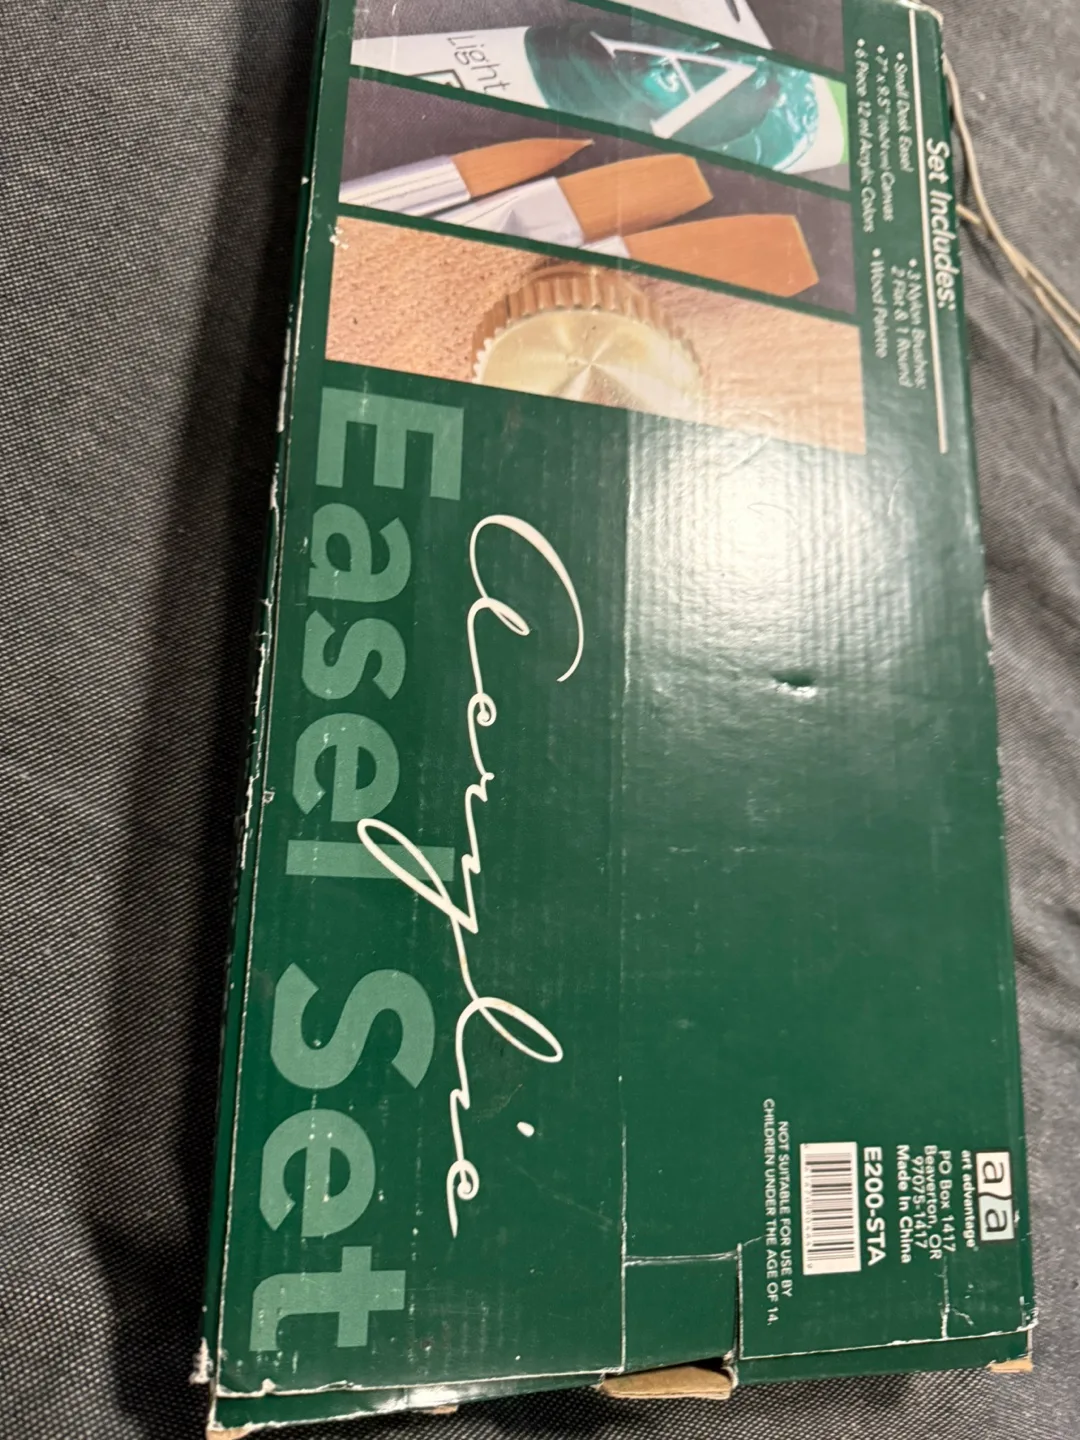 Light
A
Set Includes:
• Small Desk Easel
• 7" x 9.5" Canvas
• 6 Piece 12 ml Acrylic Colors
• 3 Nylon Brushes:
2 Flat & 1 Round
• Wood Palette
Acrylic
Easel Set
a/a
art advantage
PO Box 1417
Beaverton, OR
97075-1417
Made In China
E200-STA
NOT SUITABLE FOR USE BY
CHILDREN UNDER THE AGE OF 14.